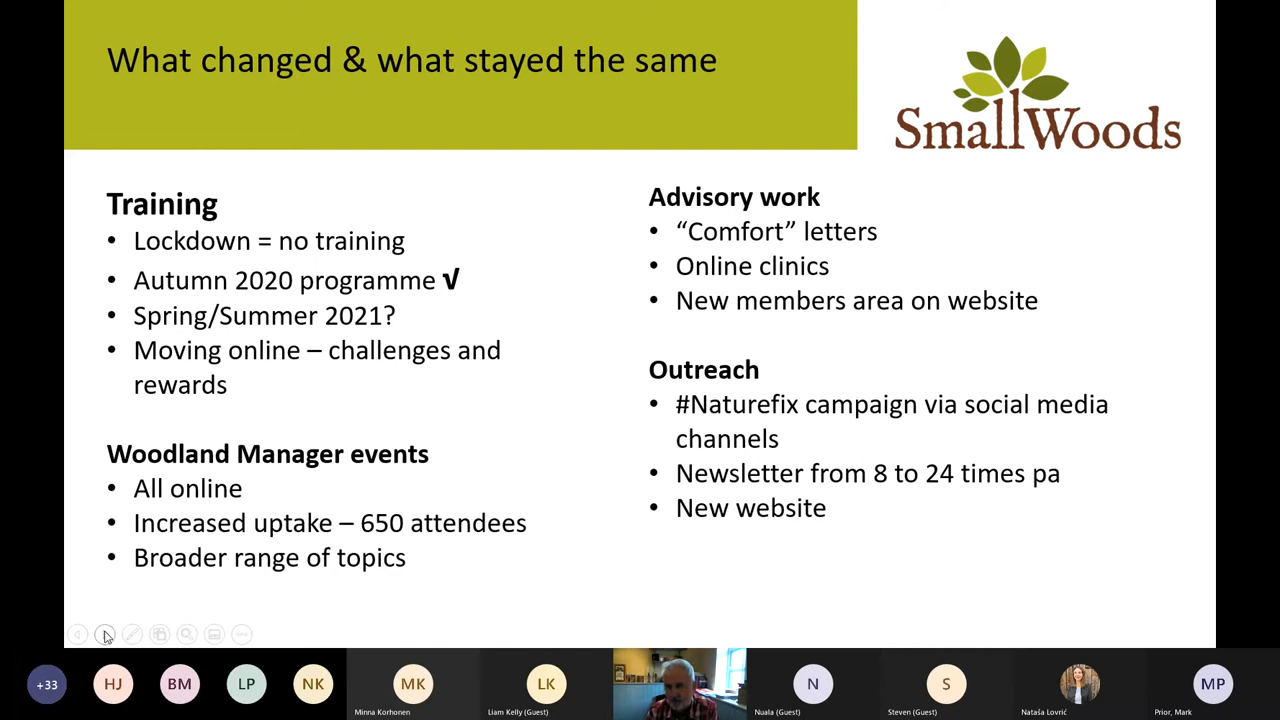 What changed & what stayed the same
SmallWoods
Training
• Lockdown = no training
• Autumn 2020 programme √
• Spring/Summer 2021?
• Moving online – challenges and
rewards
Woodland Manager events
• All online
• Increased uptake – 650 attendees
• Broader range of topics
Advisory work
• “Comfort” letters
• Online clinics
• New members area on website
Outreach
• #Naturefix campaign via social media
channels
• Newsletter from 8 to 24 times pa
• New website
+33
HJ
BM
LP
NK
MK
Minna Korhonen
LK
Liam Kelly (Guest)
N
Nuala (Guest)
S
Steven (Guest)
Nataša Lovrić
MP
Prior, Mark